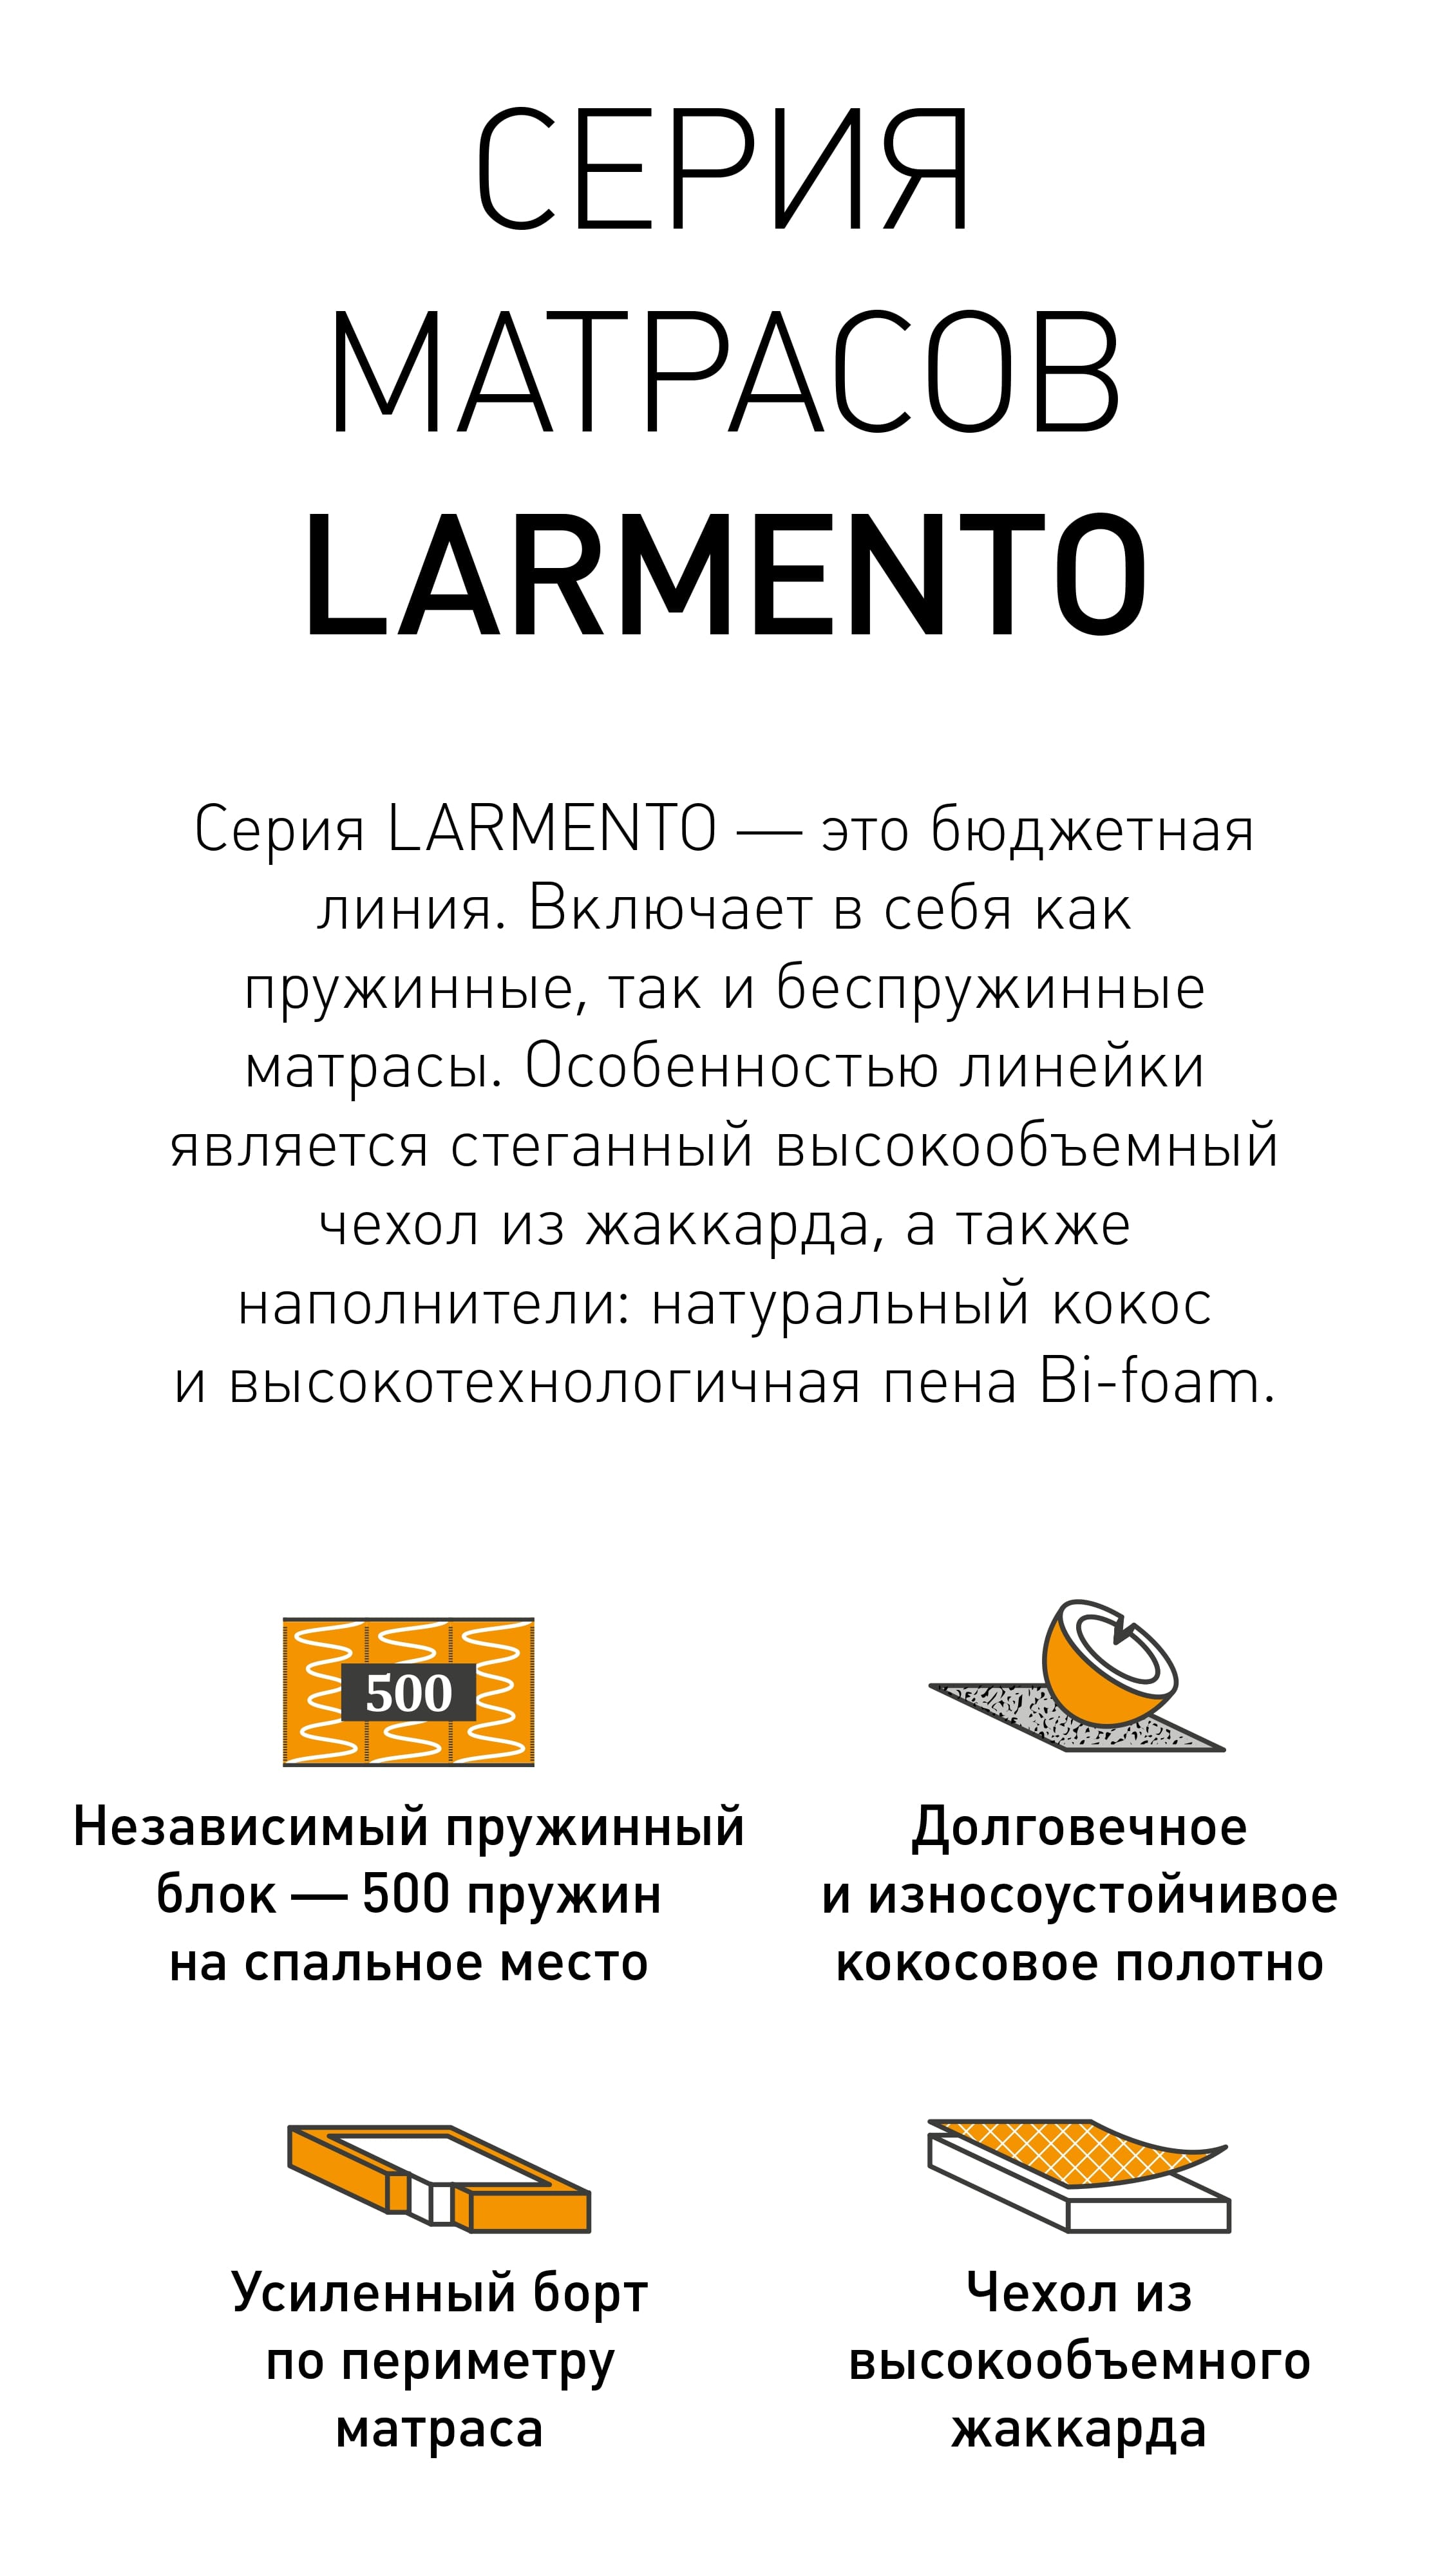 СЕРИЯ
МАТРАСОВ
LARMENTO
Серия LARMENTO — это бюджетная
линия. Включает в себя как
пружинные, так и беспружинные
матрасы. Особенностью линейки
является стеганный высокообъемный
чехол из жаккарда, а также
наполнители: натуральный кокос
и высокотехнологичная пена Bi-foam.
500
Независимый пружинный
блок — 500 пружин
на спальное место
Долговечное
и износоустойчивое
кокосовое полотно
Усиленный борт
по периметру
матраса
Чехол из
высокообъемного
жаккарда